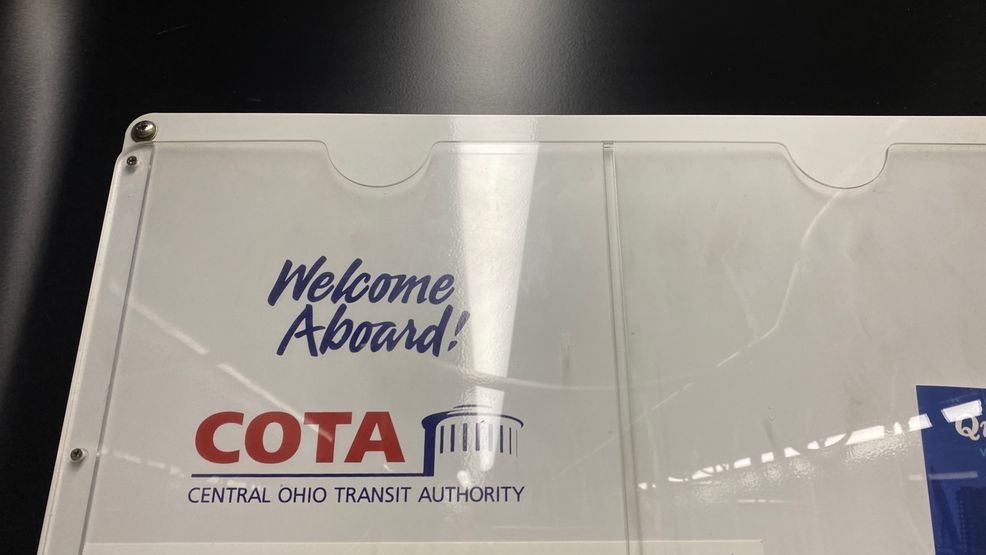 Welcome
Aboard!
COTA
CENTRAL OHIO TRANSIT AUTHORITY